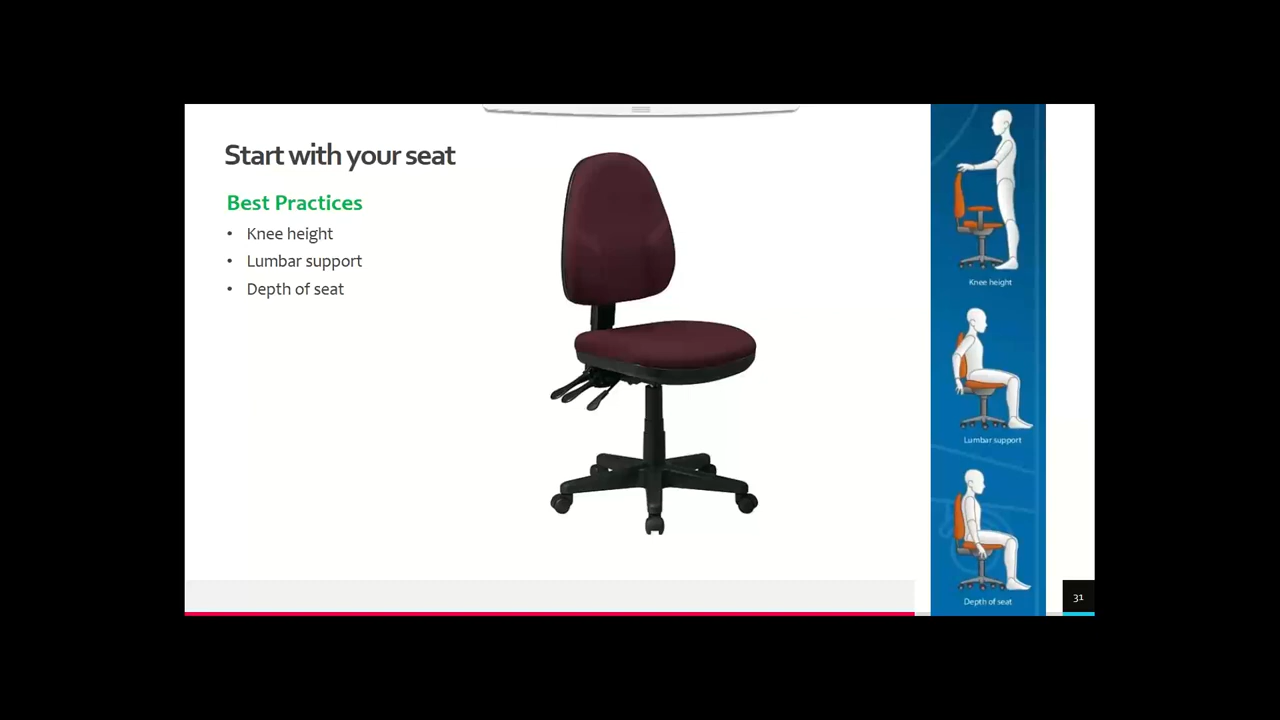 Start with your seat
Best Practices
• Knee height
• Lumbar support
• Depth of seat
Knee height
Lumbar support
Depth of seat
31